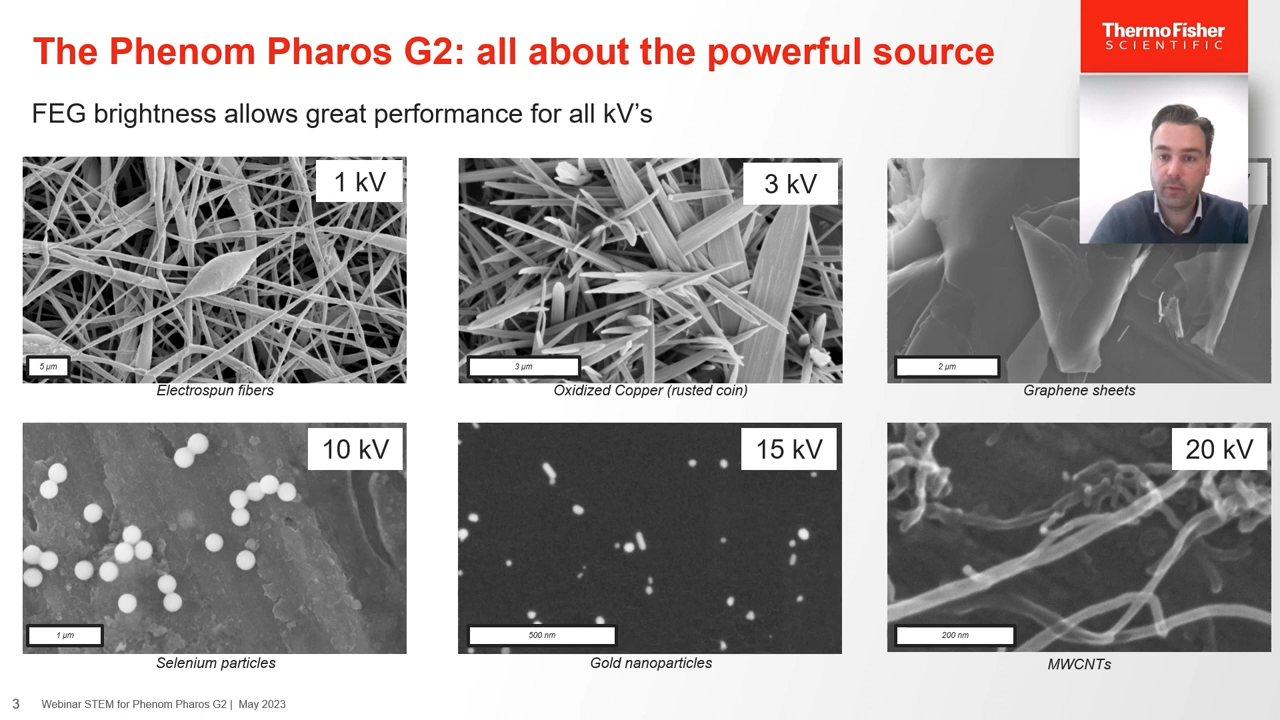 The Phenom Pharos G2: all about the powerful source
ThermoFisher
SCIENTIFIC
FEG brightness allows great performance for all kV’s
1 kV
3 kV
5 µm
3 µm
2 µm
Electrospun fibers
Oxidized Copper (rusted coin)
Graphene sheets
10 kV
15 kV
20 kV
1 µm
500 nm
200 nm
Selenium particles
Gold nanoparticles
MWCNTs
3 Webinar STEM for Phenom Pharos G2 | May 2023